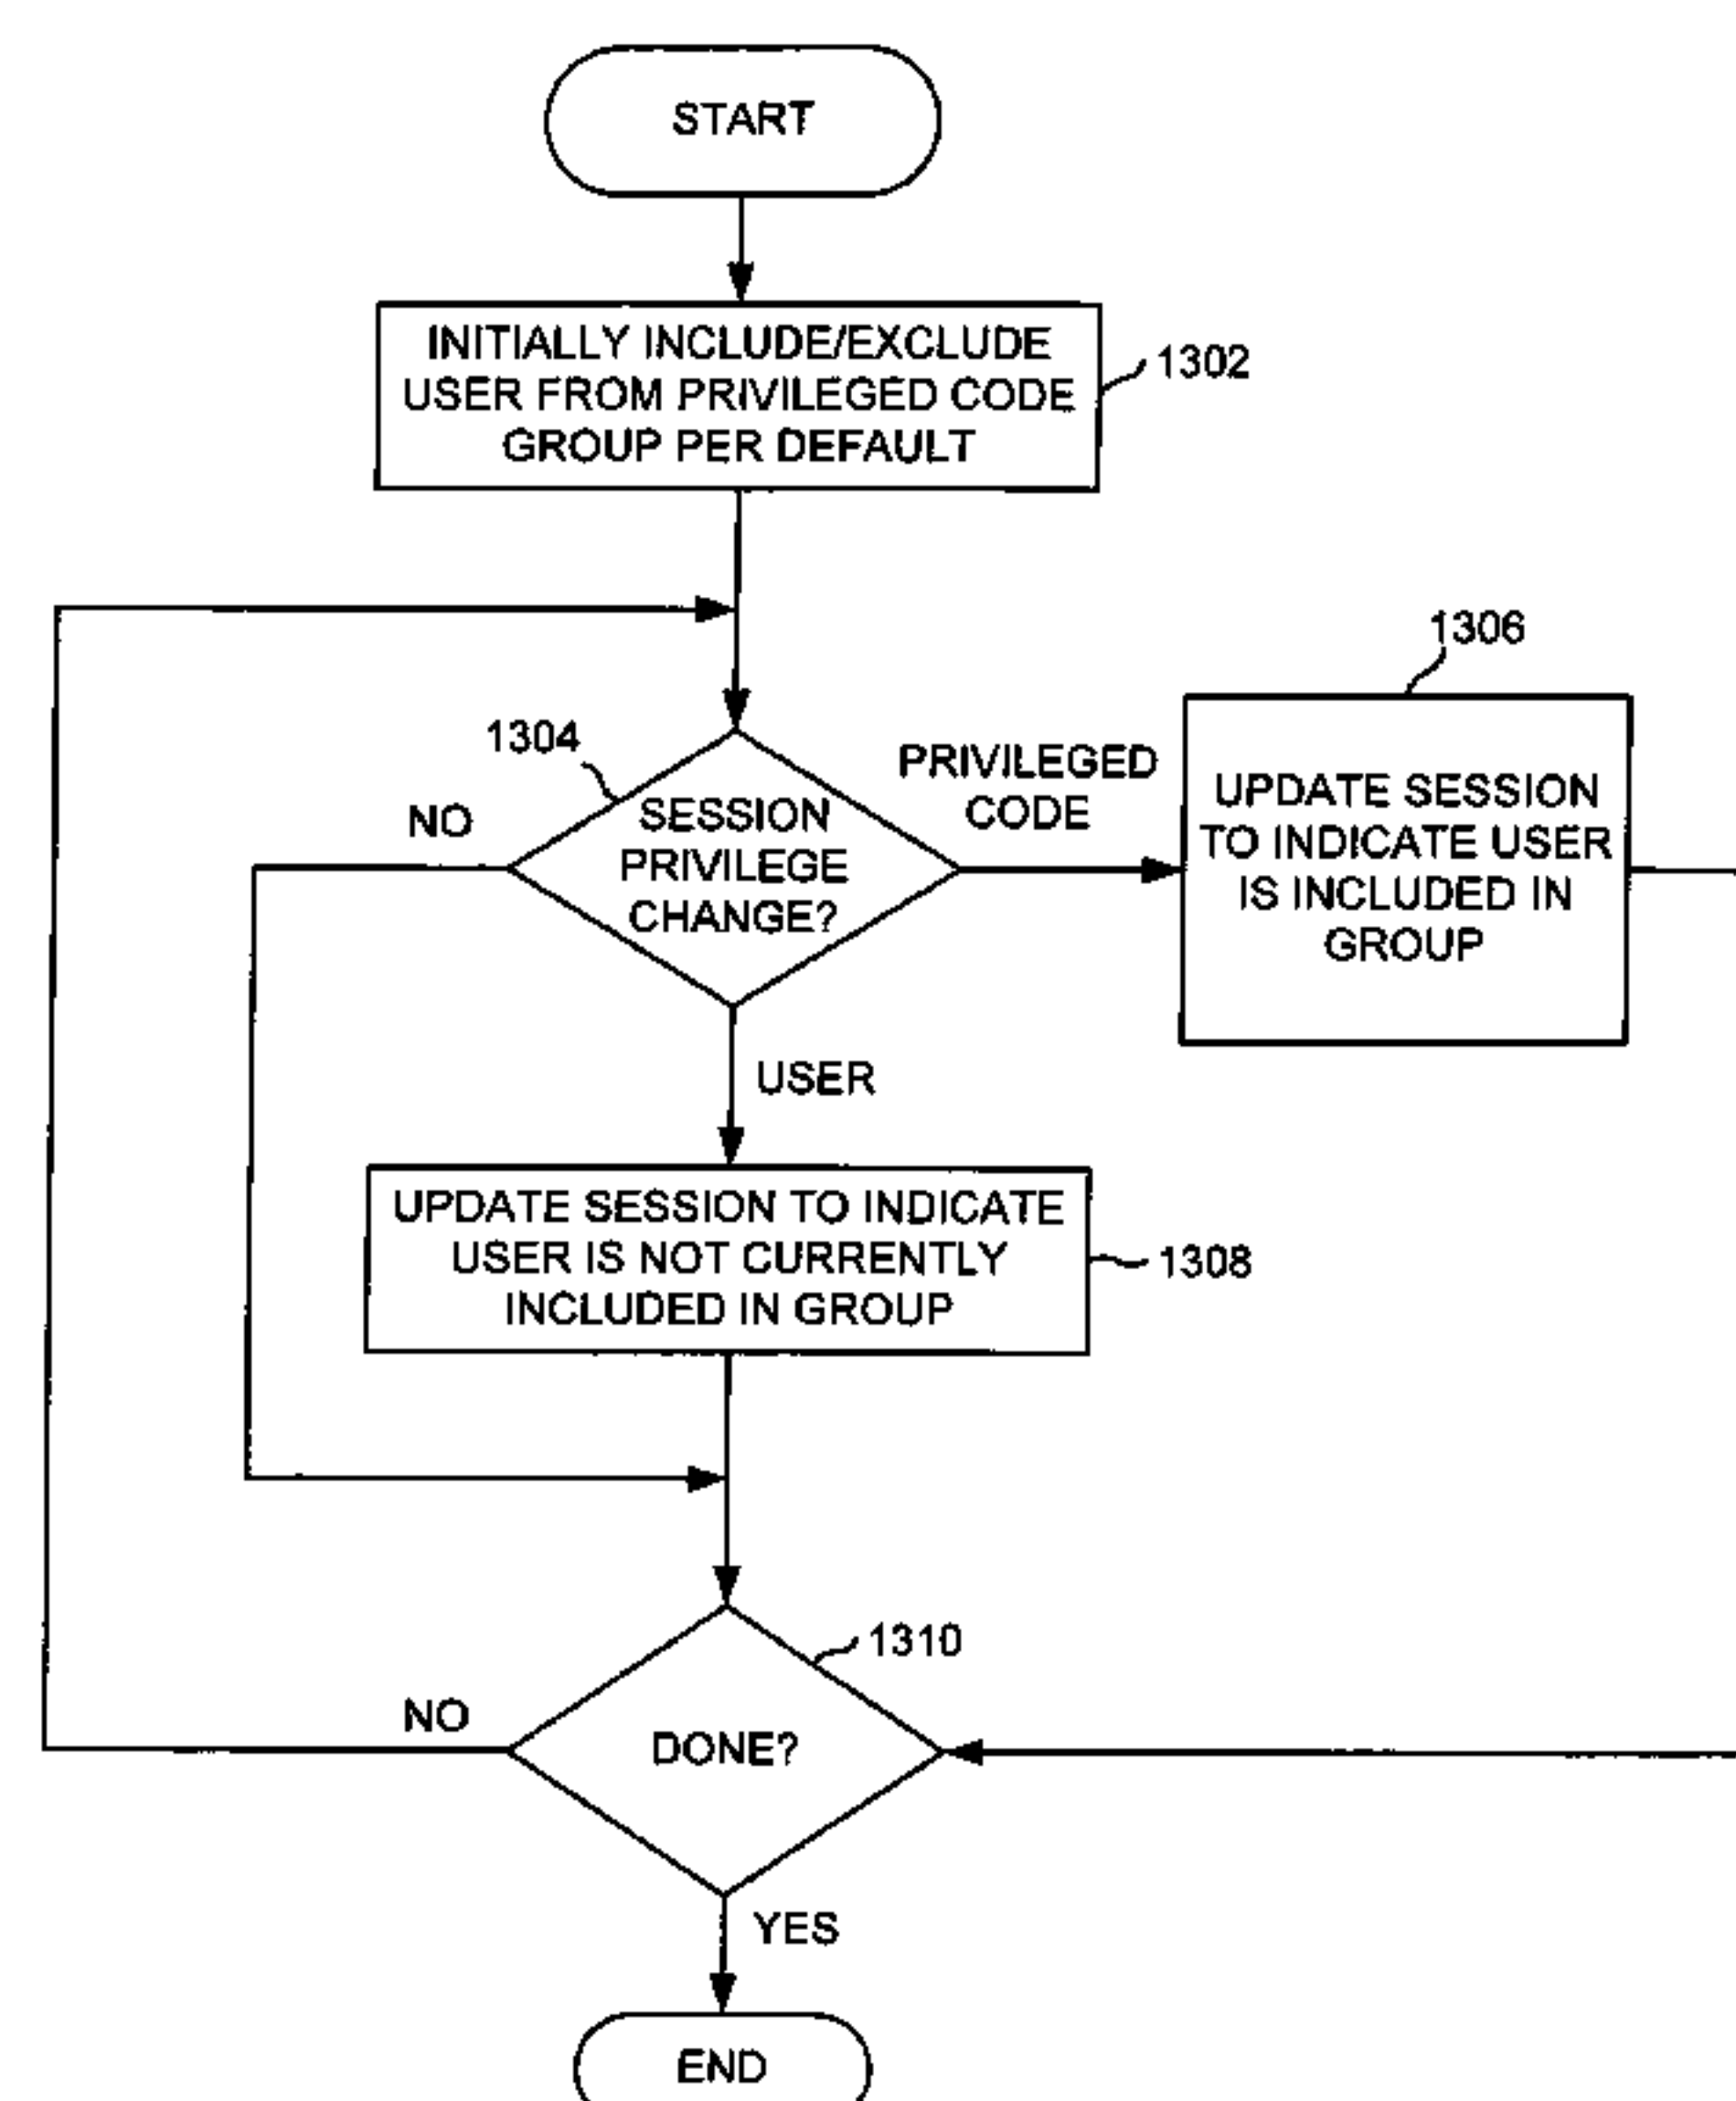 START
INITIALLY INCLUDE/EXCLUDE
USER FROM PRIVILEGED CODE
GROUP PER DEFAULT
1302
1306
1304
PRIVILEGED
CODE
NO
SESSION
PRIVILEGE
CHANGE?
UPDATE SESSION
TO INDICATE USER
IS INCLUDED IN
GROUP
USER
UPDATE SESSION TO INDICATE
USER IS NOT CURRENTLY
INCLUDED IN GROUP
1308
1310
NO
DONE?
YES
END